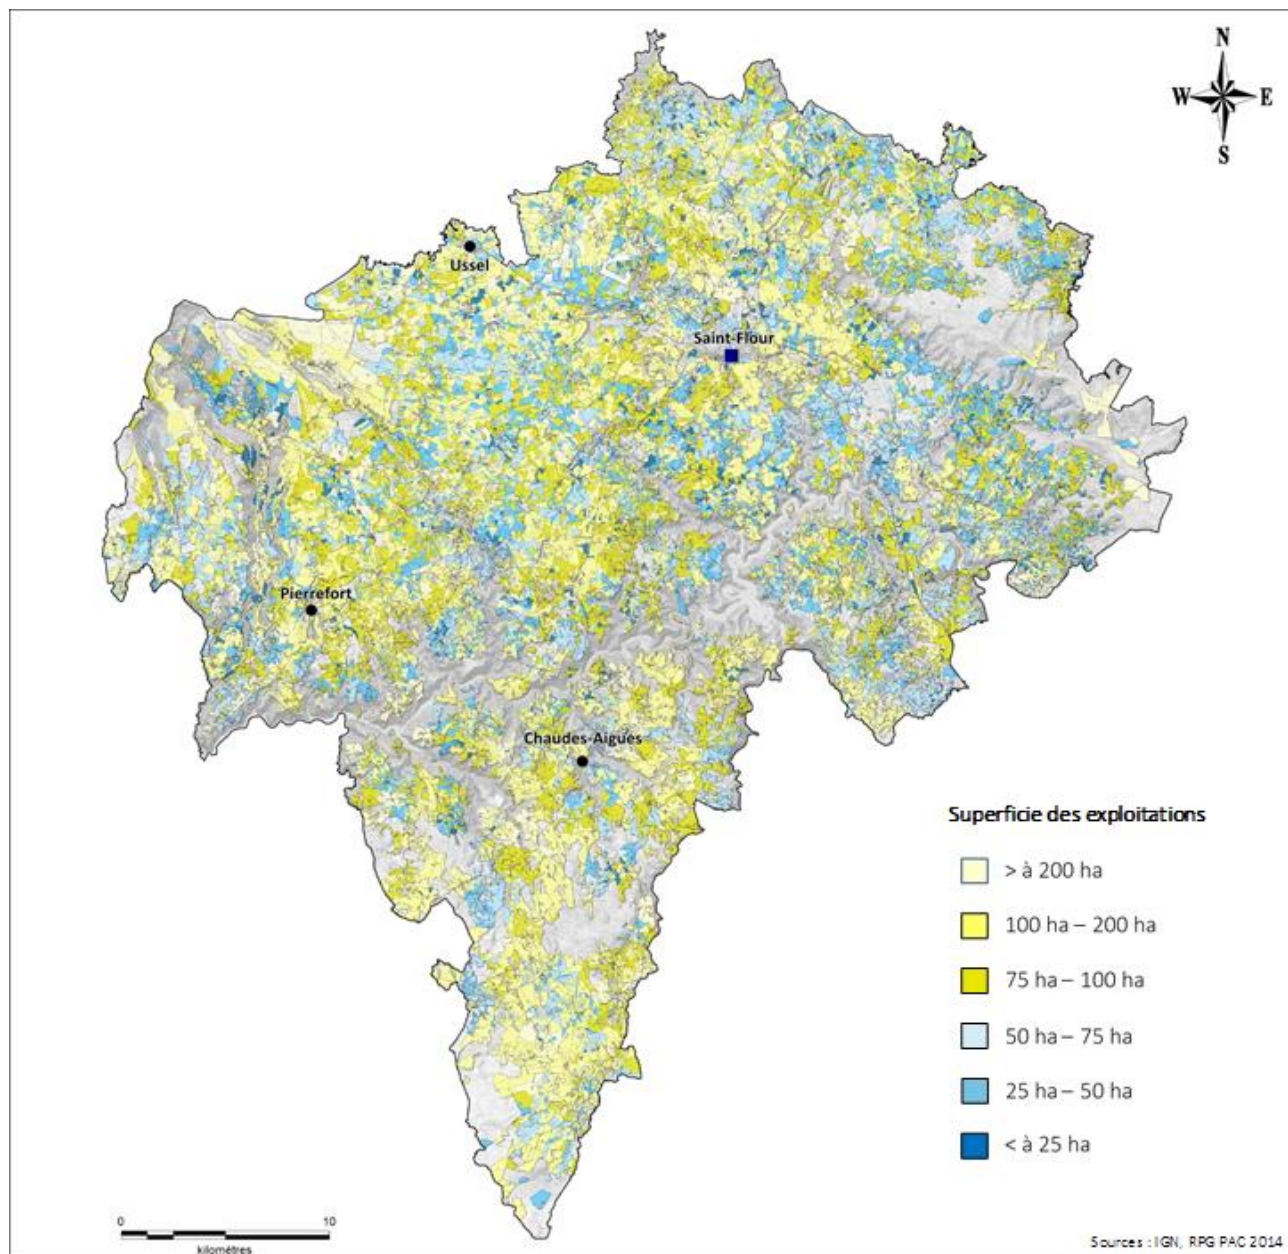 N
W E
S
Ussel
Saint-Flour
Pierrefort
Chaudes-Aigues
Superficie des exploitations
> à 200 ha
100 ha – 200 ha
75 ha – 100 ha
50 ha – 75 ha
25 ha – 50 ha
< à 25 ha
0 10
kilomètres
Sources : IGN, RPG PAC 2014